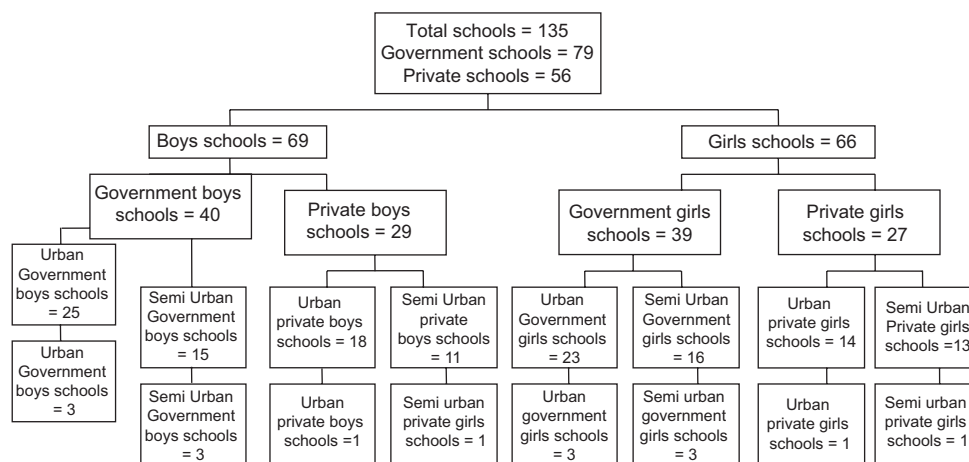 Total schools = 135
Government schools = 79
Private schools = 56
Boys schools = 69
Girls schools = 66
Government boys
schools = 40
Private boys
schools = 29
Government girls
schools = 39
Private girls
schools = 27
Urban
Government
boys schools
= 25
Semi Urban
Government
boys schools
= 15
Urban
private boys
schools = 18
Semi Urban
private
boys schools
= 11
Urban
Government
girls schools
= 23
Semi Urban
Government
girls schools
= 16
Urban
private girls
schools = 14
Semi Urban
Private girls
schools =13
Urban
Government
boys schools
= 3
Semi Urban
Government
boys schools
= 3
Urban
private boys
schools =1
Semi urban
private girls
schools = 1
Urban
government
girls schools
= 3
Semi urban
government
girls schools
= 3
Urban
private girls
schools = 1
Semi urban
private girls
schools = 1